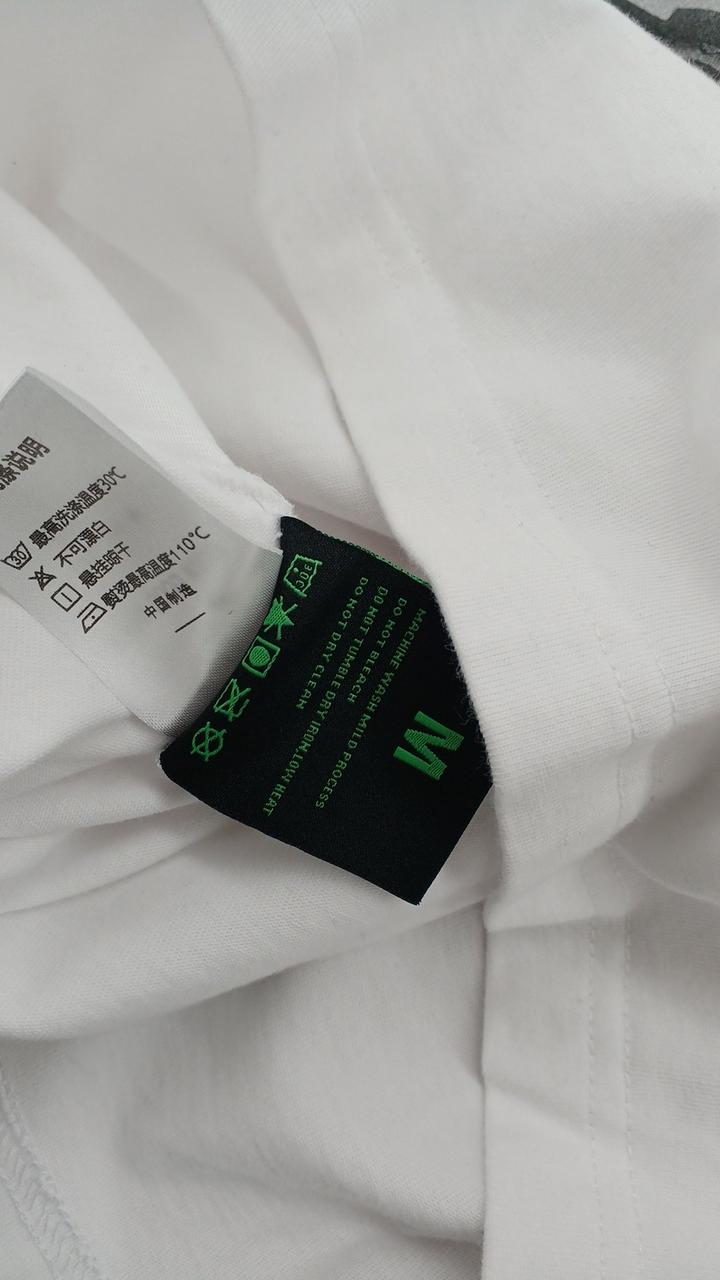 涤说明
30 最高洗涤温度30℃
不可漂白
悬挂晾干
熨烫最高温度110℃
中国制造
M
MACHINE WASH MILD PROCESS
DO NOT BLEACH
DO NOT TUMBLE DRY IRON,LOW HEAT
DO NOT DRY CLEAN
30C